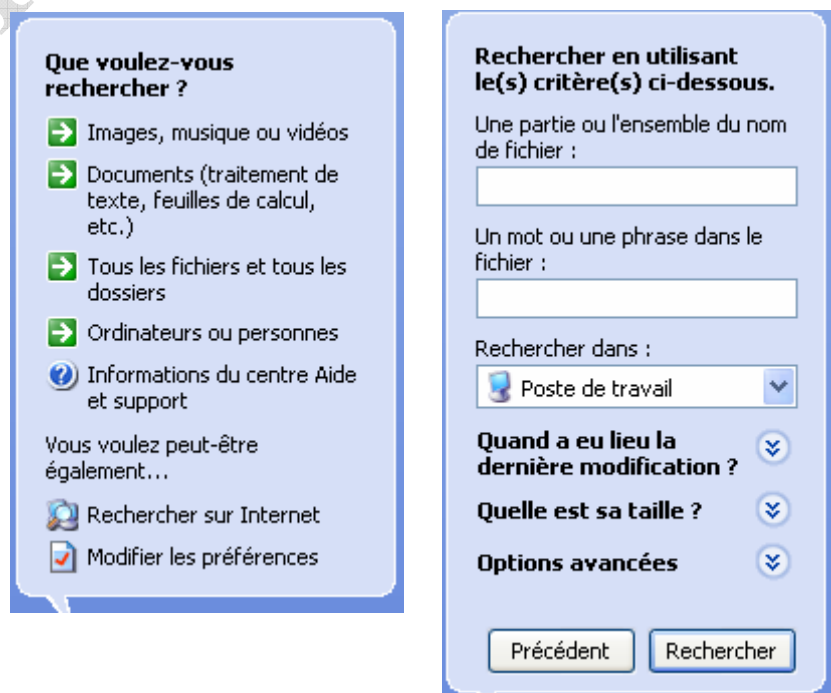 Que voulez-vous
rechercher ?
Images, musique ou vidéos
Documents (traitement de
texte, feuilles de calcul,
etc.)
Tous les fichiers et tous les
dossiers
Ordinateurs ou personnes
Informations du centre Aide
et support
Vous voulez peut-être
également...
Rechercher sur Internet
Modifier les préférences
Rechercher en utilisant
le(s) critère(s) ci-dessous.
Une partie ou l'ensemble du nom
de fichier :
Un mot ou une phrase dans le
fichier :
Rechercher dans :
Poste de travail
Quand a eu lieu la
dernière modification ?
Quelle est sa taille ?
Options avancées
Précédent
Rechercher